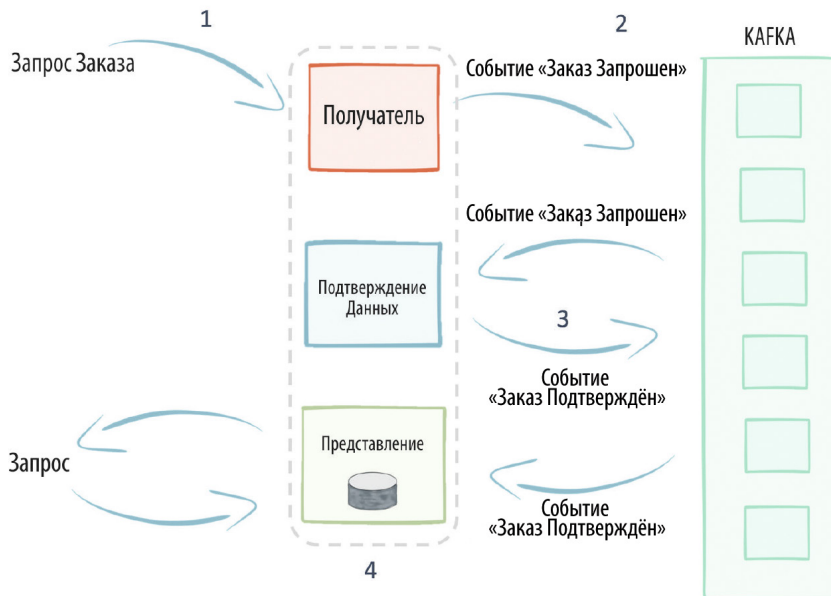 1
2
KAFKA
Запрос Заказа
Событие «Заказ Запрошен»
Получатель
Событие «Заказ Запрошен»
Подтверждение
Данных
3
Событие
«Заказ Подтверждён»
Представление
Запрос
Событие
«Заказ Подтверждён»
4